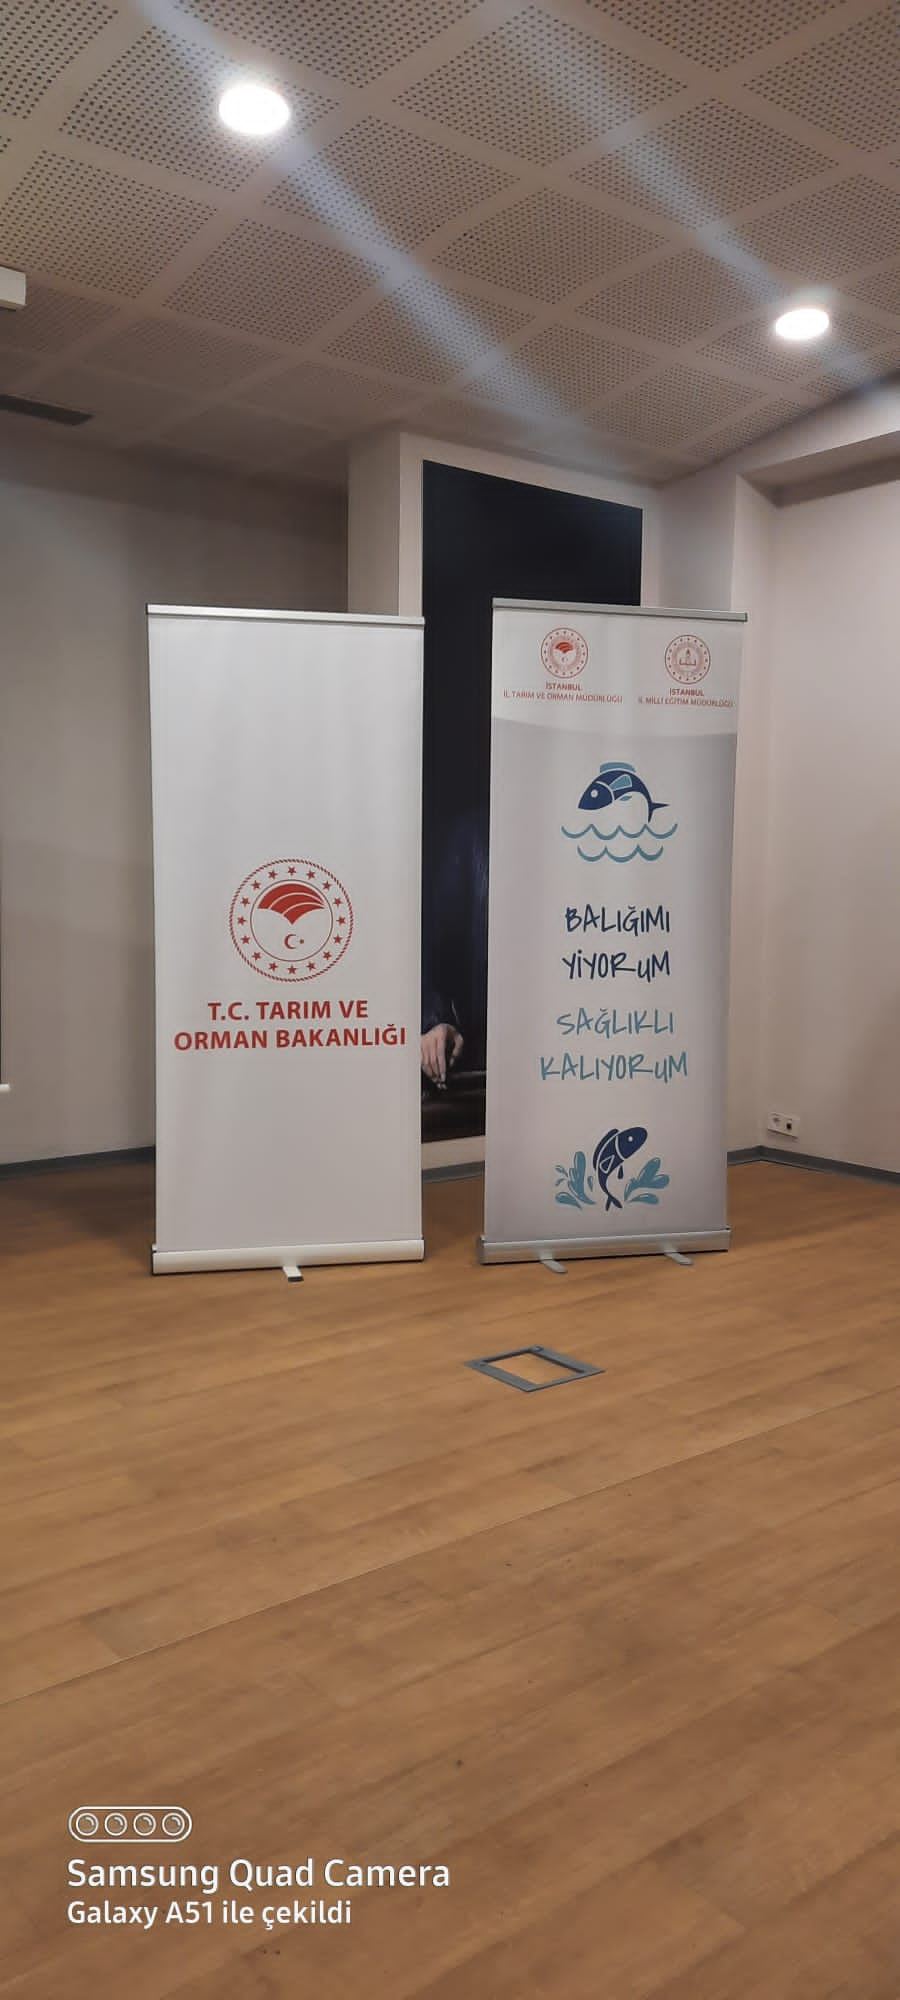 T.C. TARIM VE
ORMAN BAKANLIĞI
İSTANBUL
İL TARIM VE ORMAN MÜDÜRLÜĞÜ
İSTANBUL
İL MİLLİ EĞİTİM MÜDÜRLÜĞÜ
BALIĞIMI
YİYORUM
SAĞLIKLI
KALIYORUM
Samsung Quad Camera
Galaxy A51 ile çekildi